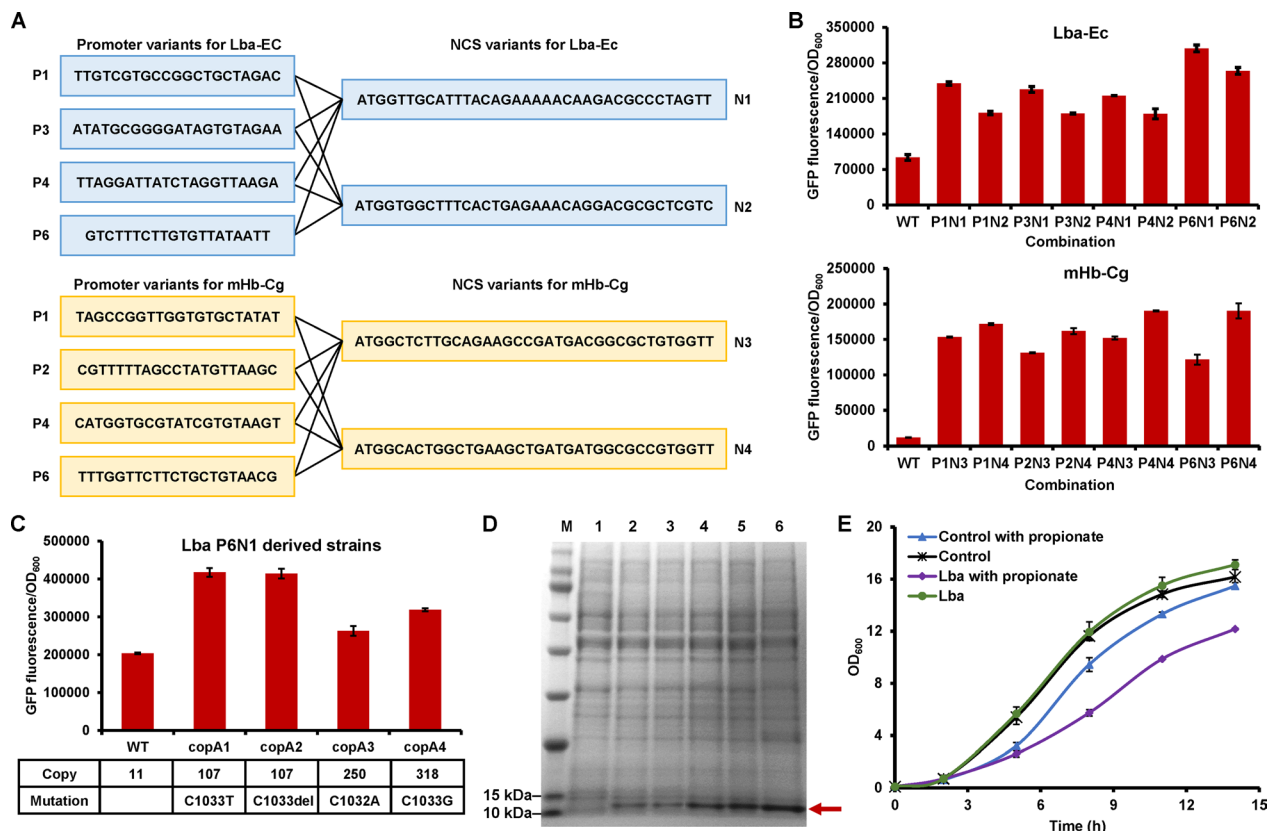 A
Promoter variants for Lba-EC
NCS variants for Lba-Ec
P1
TTGTCGTGCCGGCTGCTAGAC
ATGGTTGCATTTACAGAAAAACAAGACGCCCTAGTT
N1
P3
ATATGCGGGGATAGTGTAGAA
P4
TTAGGATTATCTAGGTTAAGA
ATGGTGGCTTTCACTGAGAAACAGGACGCGCTCGTC
N2
P6
GTCTTTCTTGTGTTATAATT
Promoter variants for mHb-Cg
NCS variants for mHb-Cg
P1
TAGCCGGTTGGTGTGCTATAT
ATGGCTCTTGCAGAAGCCGATGACGGCGCTGTGGTT
N3
P2
CGTTTTTAGCCTATGTTAAGC
P4
CATGGTGCGTATCGTGTAAGT
ATGGCACTGGCTGAAGCTGATGATGGCGCCGTGGTT
N4
P6
TTTGGTTCTTCTGCTGTAACG
B
Lba-Ec
GFP fluorescence/OD600
350000
280000
210000
140000
70000
0
WT P1N1 P1N2 P3N1 P3N2 P4N1 P4N2 P6N1 P6N2
Combination
mHb-Cg
GFP fluorescence/OD600
250000
200000
150000
100000
50000
0
WT P1N3 P1N4 P2N3 P2N4 P4N3 P4N4 P6N3 P6N4
Combination
C
Lba P6N1 derived strains
GFP fluorescence/OD600
500000
400000
300000
200000
100000
0
WT copA1 copA2 copA3 copA4
Copy 11 107 107 250 318
Mutation C1033T C1033del C1032A C1033G
D
M 1 2 3 4 5 6
15 kDa
10 kDa
E
Control with propionate
Control
Lba with propionate
Lba
OD600
20
16
12
8
4
0
0 3 6 9 12 15
Time (h)